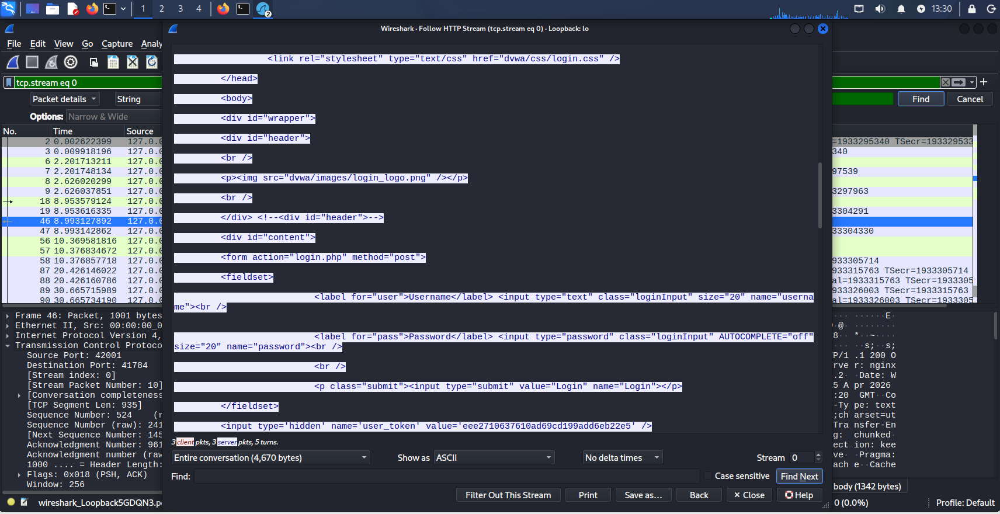 1 2 3 4 2 13:30
Wireshark · Follow HTTP Stream (tcp.stream eq 0) · Loopback: lo
File Edit View Go Capture Analy
tcp.stream eq 0
Packet details String Find Cancel
Options: Narrow & Wide
No. Time Source
2 0.002622399 127.0.0 =1933295340 TSecr=193329533
3 0.009918196 127.0.0 340
6 2.201713211 127.0.0
7 2.201748134 127.0.0 97539
8 2.626020299 127.0.0
9 2.626037851 127.0.0 3297963
18 8.953579124 127.0.0
19 8.953616335 127.0.0 3304291
46 8.993127892 127.0.0
47 8.993142862 127.0.0 33304330
56 10.369581816 127.0.0
57 10.376834672 127.0.0
58 10.376857718 127.0.0 933305714
87 20.426146022 127.0.0 933315763 TSecr=1933305714
88 20.426160786 127.0.0 al=1933315763 TSecr=1933305
89 30.665715989 127.0.0 933326003 TSecr=1933315763
90 30.665734190 127.0.0 al=1933326003 TSecr=1933305
Frame 46: Packet, 1001 bytes
Ethernet II, Src: 00:00:00_0
Internet Protocol Version 4,
Transmission Control Protoco
Source Port: 42001
Destination Port: 41784
[Stream index: 0]
[Stream Packet Number: 10]
[Conversation completeness
[TCP Segment Len: 935]
Sequence Number: 524 (r
Sequence Number (raw): 241
[Next Sequence Number: 145
Acknowledgment Number: 961
Acknowledgment number (raw
1000 .... = Header Length:
Flags: 0x018 (PSH, ACK)
Window: 256
wireshark_Loopback5GDQN3.p
<link rel="stylesheet" type="text/css" href="dvwa/css/login.css" />
</head>
<body>
<div id="wrapper">
<div id="header">
<br />
<p><img src="dvwa/images/login_logo.png" /></p>
<br />
</div> <!--<div id="header">-->
<div id="content">
<form action="login.php" method="post">
<fieldset>
<label for="user">Username</label> <input type="text" class="loginInput" size="20" name="userna
me"><br />
<label for="pass">Password</label> <input type="password" class="loginInput" AUTOCOMPLETE="off"
size="20" name="password"><br />
<br />
<p class="submit"><input type="submit" value="Login" name="Login"></p>
</fieldset>
<input type='hidden' name='user_token' value='eee2710637610ad69cd199add6eb22e5' />
3 client pkts, 3 server pkts, 5 turns.
Entire conversation (4,670 bytes) Show as ASCII No delta times Stream 0
Find: Case sensitive Find Next
Filter Out This Stream Print Save as… Back Close Help
······ ······E·
·@· ········
8·· *·~·····
······ ··s;··s;
TP/1 .1 200 O
rve r: nginx
.2 ·Date: W
5 A pr 2026
:20 GMT··Co
-Ty pe: text
;ch arset=ut
Tra nsfer-En
g: chunked·
ect ion: kee
ve· ·Pragma:
ach e··Cache
body (1342 bytes)
0 (0.0%) Profile: Default